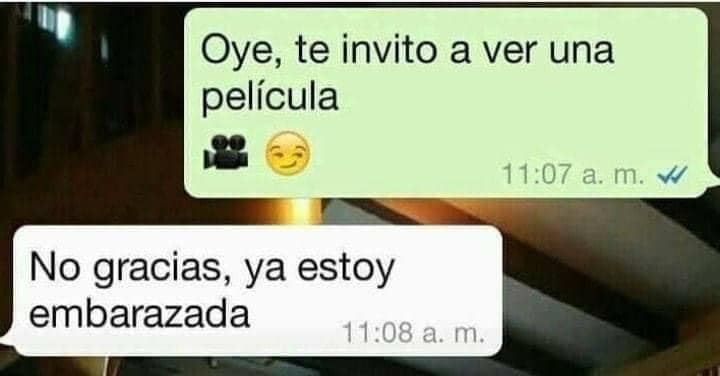 Oye, te invito a ver una
película
🎥 😏
11:07 a. m.
No gracias, ya estoy
embarazada
11:08 a. m.